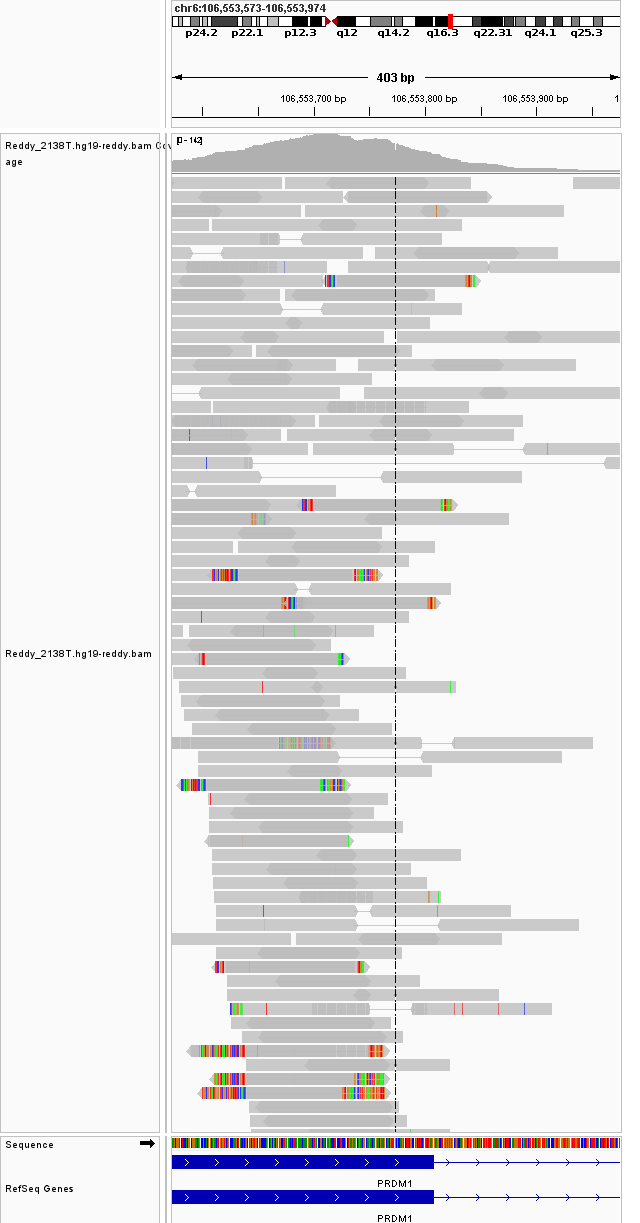 chr6:106,553,573-106,553,974
p24.2 p22.1 p12.3 q12 q14.2 q16.3 q22.31 q24.1 q25.3
403 bp
106,553,700 bp 106,553,800 bp 106,553,900 bp 1
[0 - 142]
Reddy_2138T.hg19-reddy.bam Cov
age
Reddy_2138T.hg19-reddy.bam
Sequence
RefSeq Genes
PRDM1
PRDM1